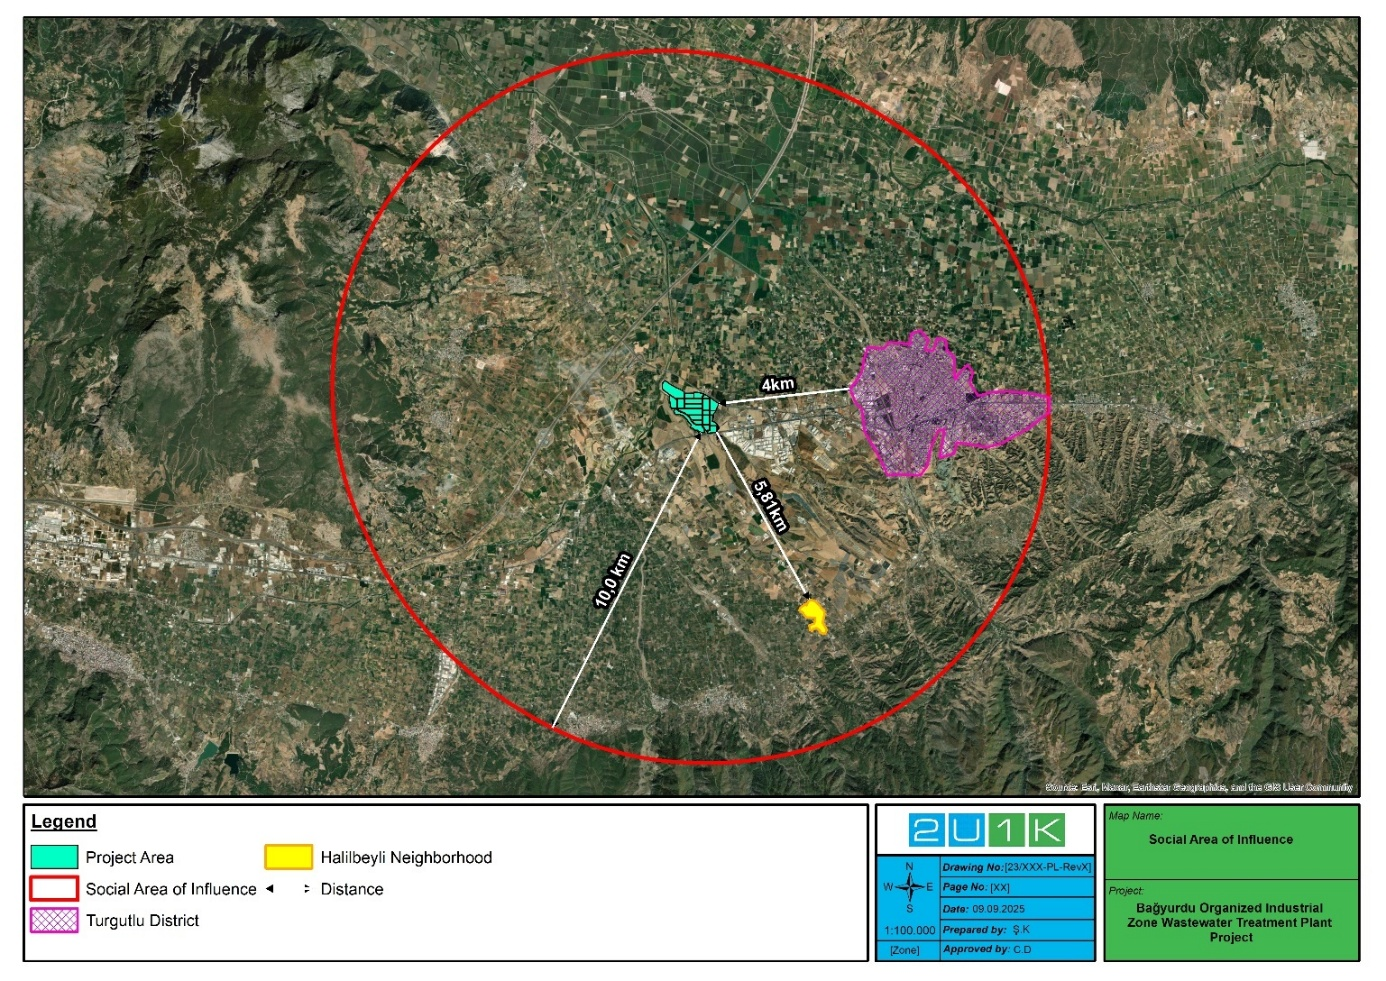 4km
5,81km
10,0 km
Source: Esri, Maxar, Earthstar Geographics, and the GIS User Community
Legend
Project Area
Halilbeyli Neighborhood
Social Area of Influence
Distance
Turgutlu District
2U1K
N
W E
S
1:100.000
[Zone]
Drawing No:[23/XXX-PL-RevX]
Page No: [XX]
Date: 09.09.2025
Prepared by: Ş.K
Approved by: C.D
Map Name:
Social Area of Influence
Project:
Bağyurdu Organized Industrial
Zone Wastewater Treatment Plant
Project